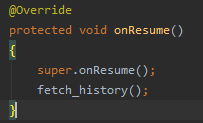 @Override
protected void onResume()
{
super.onResume();
fetch_history();
}